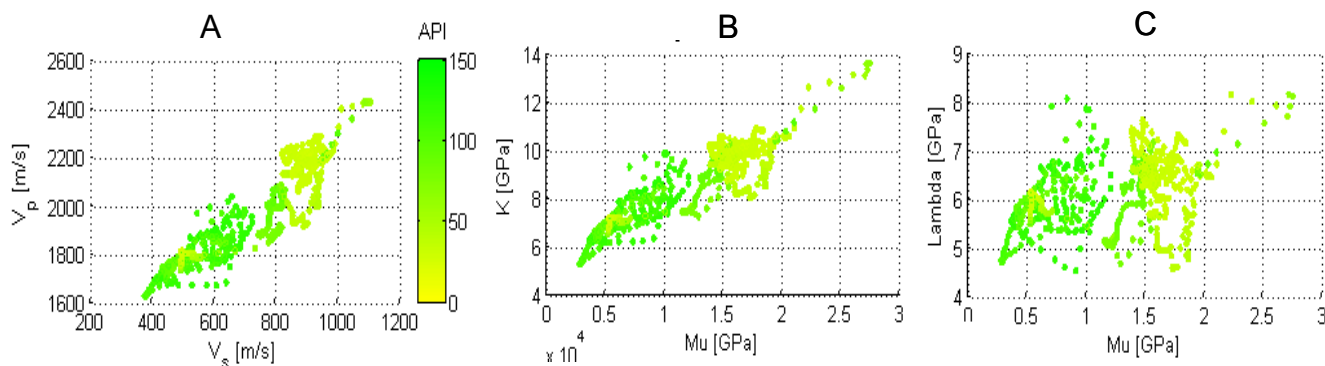 A
B
C
API
2600
2400
2200
2000
1800
1600
V_p [m/s]
200 400 600 800 1000 1200
V_s [m/s]
150
100
50
0
14
12
10
8
6
4
K [GPa]
0 0.5 1 1.5 2 2.5 3
x 10^4
Mu [GPa]
9
8
7
6
5
4
Lambda [GPa]
0.5 1 1.5 2 2.5 3
Mu [GPa]